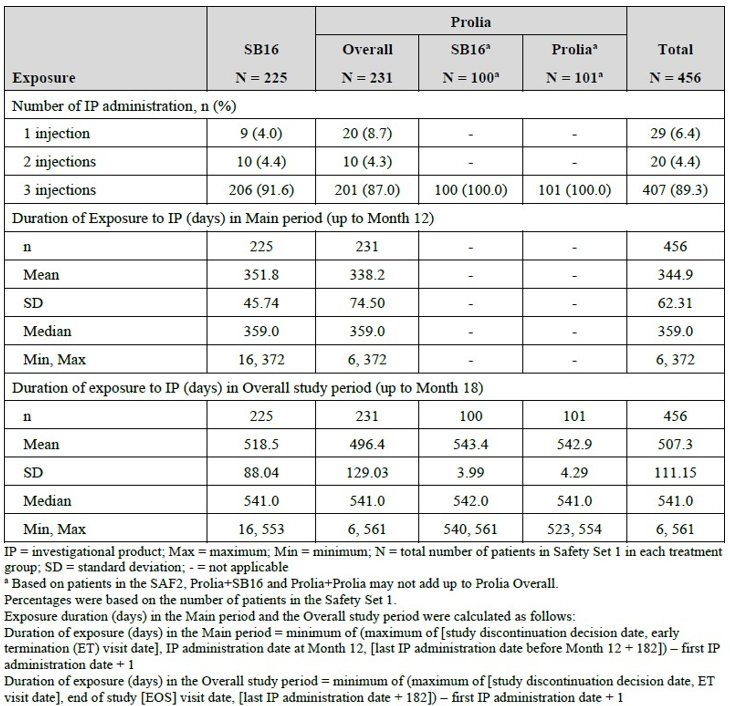 Prolia
SB16 Overall SB16ᵃ Proliaᵃ Total
Exposure N = 225 N = 231 N = 100ᵃ N = 101ᵃ N = 456
Number of IP administration, n (%)
1 injection 9 (4.0) 20 (8.7) - - 29 (6.4)
2 injections 10 (4.4) 10 (4.3) - - 20 (4.4)
3 injections 206 (91.6) 201 (87.0) 100 (100.0) 101 (100.0) 407 (89.3)
Duration of Exposure to IP (days) in Main period (up to Month 12)
n 225 231 - - 456
Mean 351.8 338.2 - - 344.9
SD 45.74 74.50 - - 62.31
Median 359.0 359.0 - - 359.0
Min, Max 16, 372 6, 372 - - 6, 372
Duration of exposure to IP (days) in Overall study period (up to Month 18)
n 225 231 100 101 456
Mean 518.5 496.4 543.4 542.9 507.3
SD 88.04 129.03 3.99 4.29 111.15
Median 541.0 541.0 542.0 541.0 541.0
Min, Max 16, 553 6, 561 540, 561 523, 554 6, 561
IP = investigational product; Max = maximum; Min = minimum; N = total number of patients in Safety Set 1 in each treatment
group; SD = standard deviation; - = not applicable
ᵃ Based on patients in the SAF2, Prolia+SB16 and Prolia+Prolia may not add up to Prolia Overall.
Percentages were based on the number of patients in the Safety Set 1.
Exposure duration (days) in the Main period and the Overall study period were calculated as follows:
Duration of exposure (days) in the Main period = minimum of (maximum of [study discontinuation decision date, early
termination (ET) visit date], IP administration date at Month 12, [last IP administration date before Month 12 + 182]) – first IP
administration date + 1
Duration of exposure (days) in the Overall study period = minimum of (maximum of [study discontinuation decision date, ET
visit date], end of study [EOS] visit date, [last IP administration date + 182]) – first IP administration date + 1